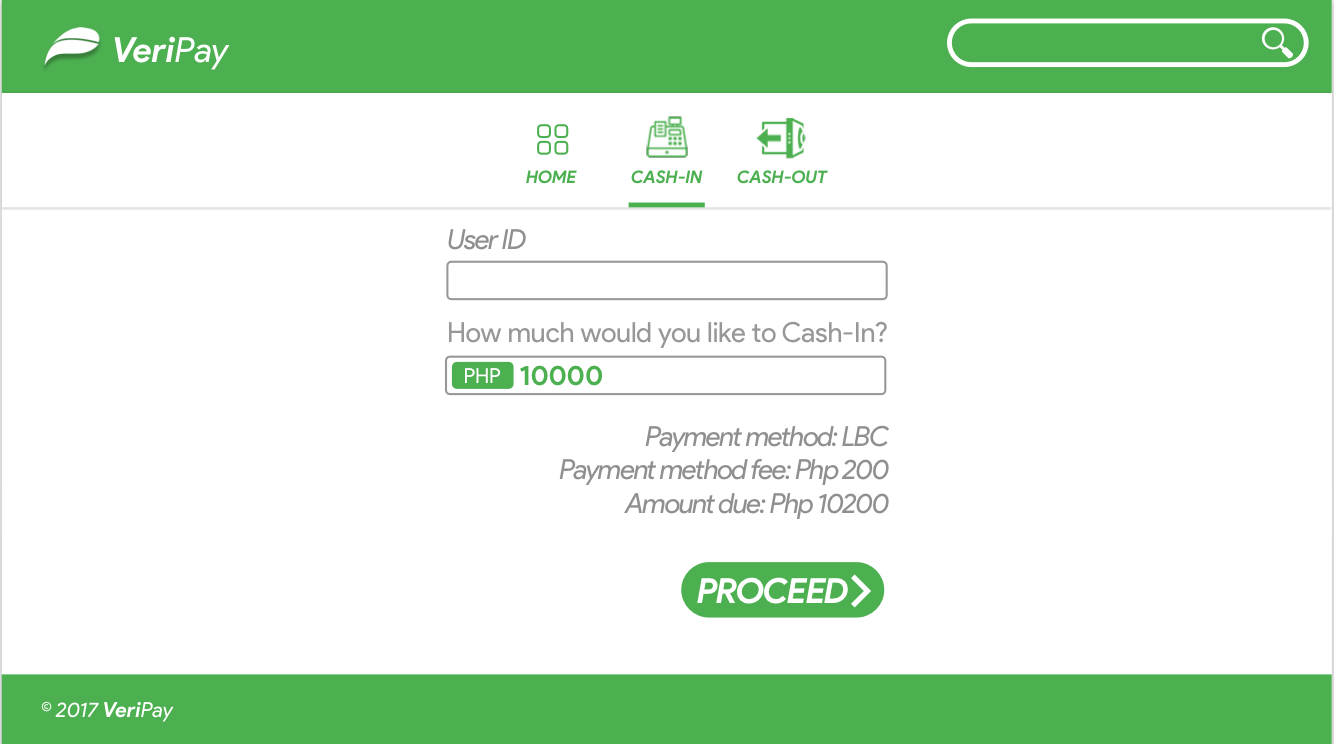 VeriPay
HOME CASH-IN CASH-OUT
User ID
How much would you like to Cash-In?
PHP 10000
Payment method: LBC
Payment method fee: Php 200
Amount due: Php 10200
PROCEED
© 2017 VeriPay